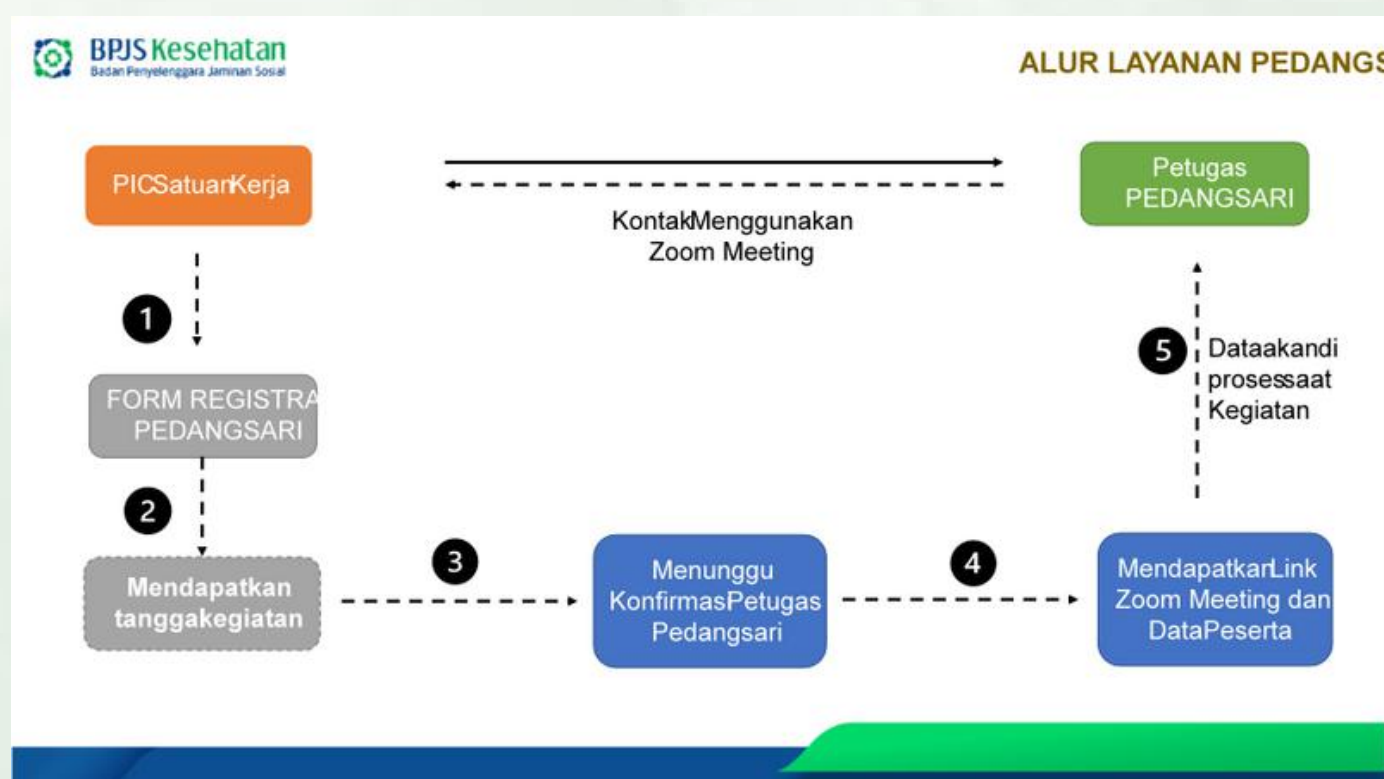 BPJS Kesehatan
Badan Penyelenggara Jaminan Sosial
ALUR LAYANAN PEDANGS
PICSatuanKerja
KontakMenggunakan
Zoom Meeting
Petugas
PEDANGSARI
1
FORM REGISTRA
PEDANGSARI
2
Mendapatkan
tanggakegiatan
3
Menunggu
KonfirmasPetugas
Pedangsari
4
MendapatkanLink
Zoom Meeting dan
DataPeserta
5
Dataakandi
prosessaat
Kegiatan